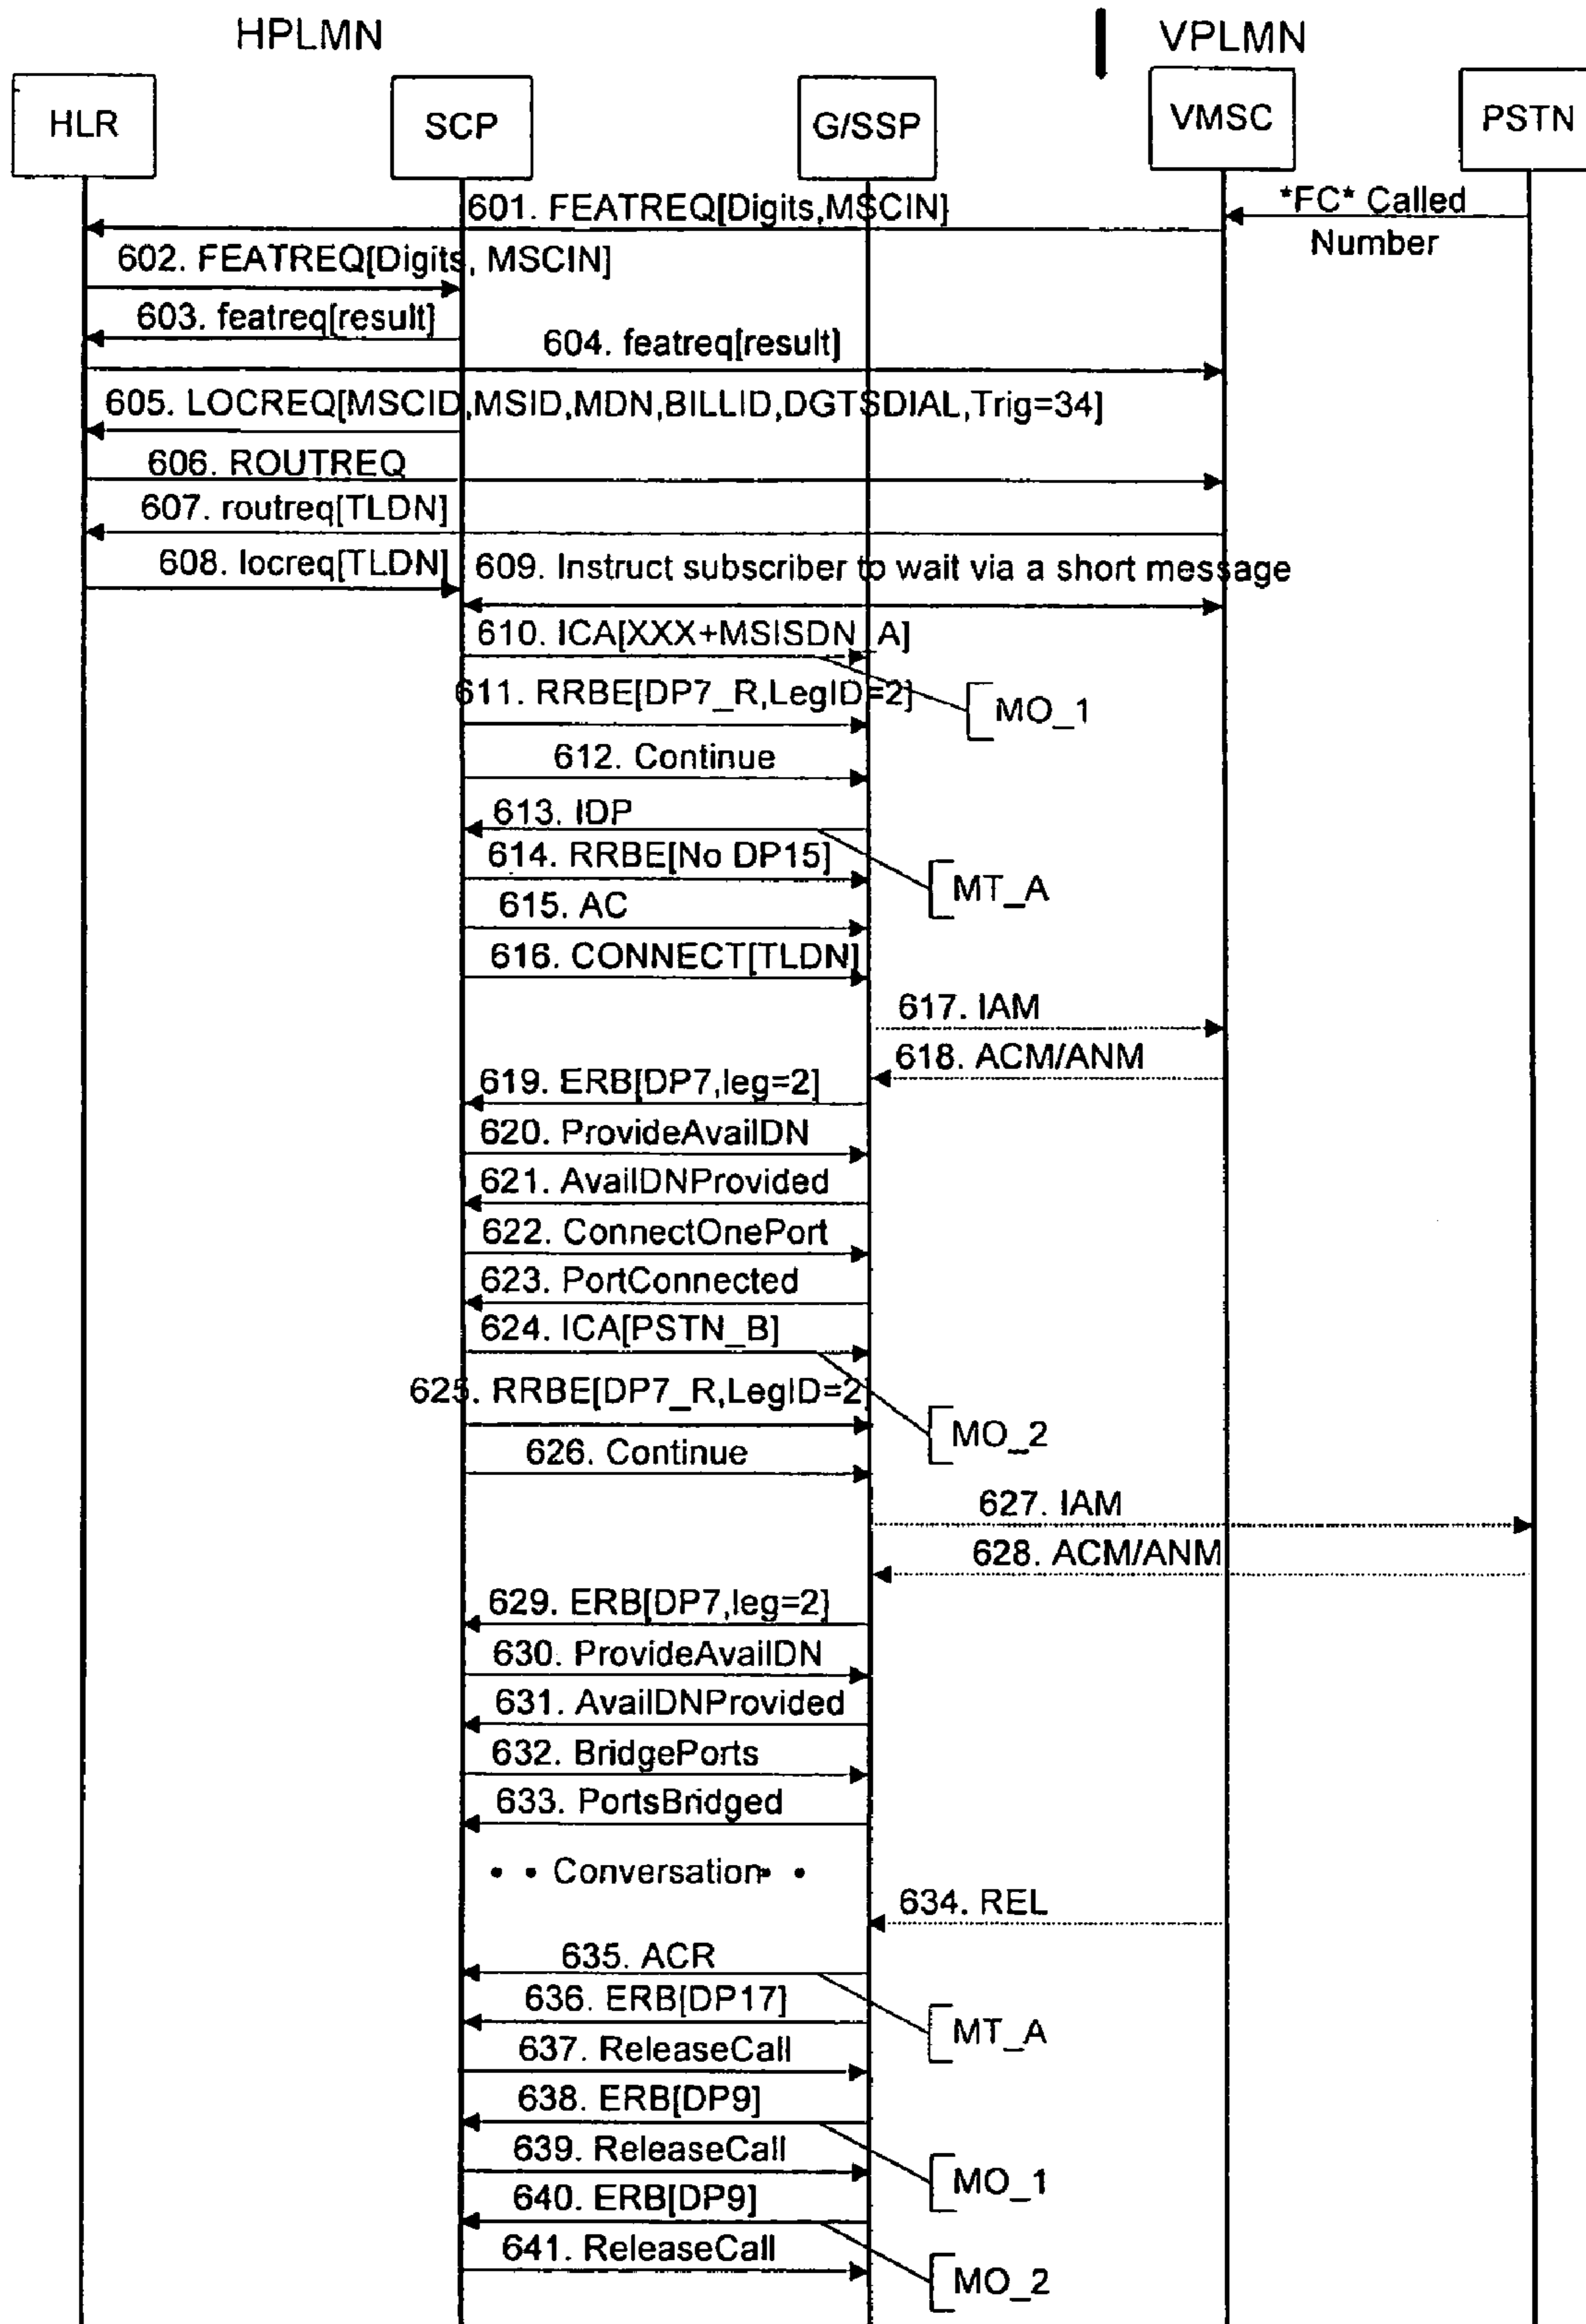 HPLMN
VPLMN
HLR
SCP
G/SSP
VMSC
PSTN
*FC* Called
Number
601. FEATREQ[Digits,MSCIN]
602. FEATREQ[Digits, MSCIN]
603. featreq[result]
604. featreq[result]
605. LOCREQ[MSCID,MSID,MDN,BILLID,DGTSDIAL,Trig=34]
606. ROUTREQ
607. routreq[TLDN]
608. locreq[TLDN]
609. Instruct subscriber to wait via a short message
610. ICA[XXX+MSISDN_A]
611. RRBE[DP7_R,LegID=2]
MO_1
612. Continue
613. IDP
614. RRBE[No DP15]
MT_A
615. AC
616. CONNECT[TLDN]
617. IAM
618. ACM/ANM
619. ERB[DP7,leg=2]
620. ProvideAvailDN
621. AvailDNProvided
622. ConnectOnePort
623. PortConnected
624. ICA[PSTN_B]
625. RRBE[DP7_R,LegID=2]
MO_2
626. Continue
627. IAM
628. ACM/ANM
629. ERB[DP7,leg=2]
630. ProvideAvailDN
631. AvailDNProvided
632. BridgePorts
633. PortsBridged
• • Conversation • •
634. REL
635. ACR
636. ERB[DP17]
MT_A
637. ReleaseCall
638. ERB[DP9]
639. ReleaseCall
MO_1
640. ERB[DP9]
641. ReleaseCall
MO_2